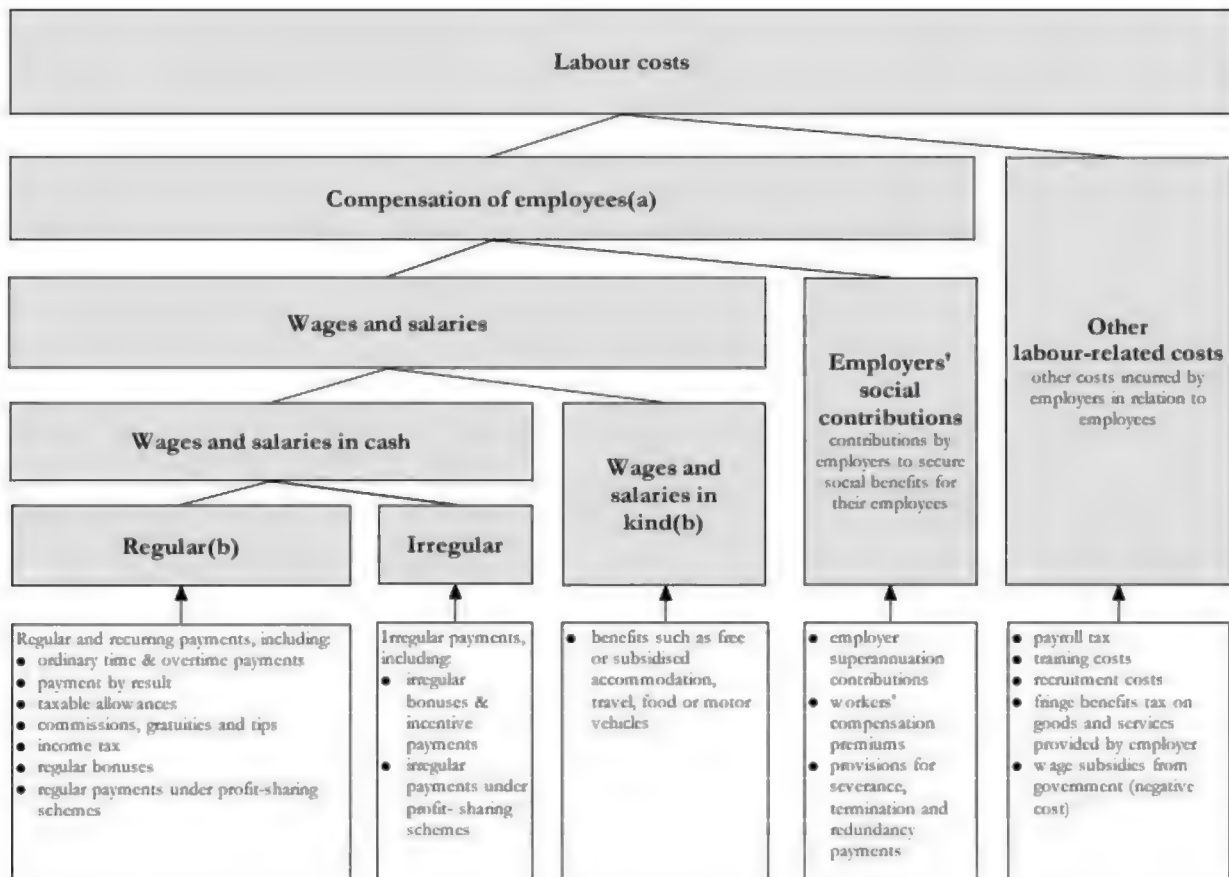 Labour costs
Compensation of employees(a)
Wages and salaries
Employers'
social
contributions
contributions by
employers to secure
social benefits for
their employees
Other
labour-related costs
other costs incurred by
employers in relation to
employees
Wages and salaries in cash
Wages and
salaries in
kind(b)
Regular(b)
Irregular
Regular and recurring payments, including:
● ordinary time & overtime payments
● payment by result
● taxable allowances
● commissions, gratuities and tips
● income tax
● regular bonuses
● regular payments under profit-sharing
schemes
Irregular payments,
including:
● irregular
bonuses &
incentive
payments
● irregular
payments under
profit- sharing
schemes
● benefits such as free
or subsidised
accommodation,
travel, food or motor
vehicles
● employer
superannuation
contributions
● workers'
compensation
premiums
● provisions for
severance,
termination and
redundancy
payments
● payroll tax
● training costs
● recruitment costs
● fringe benefits tax on
goods and services
provided by employer
● wage subsidies from
government (negative
cost)